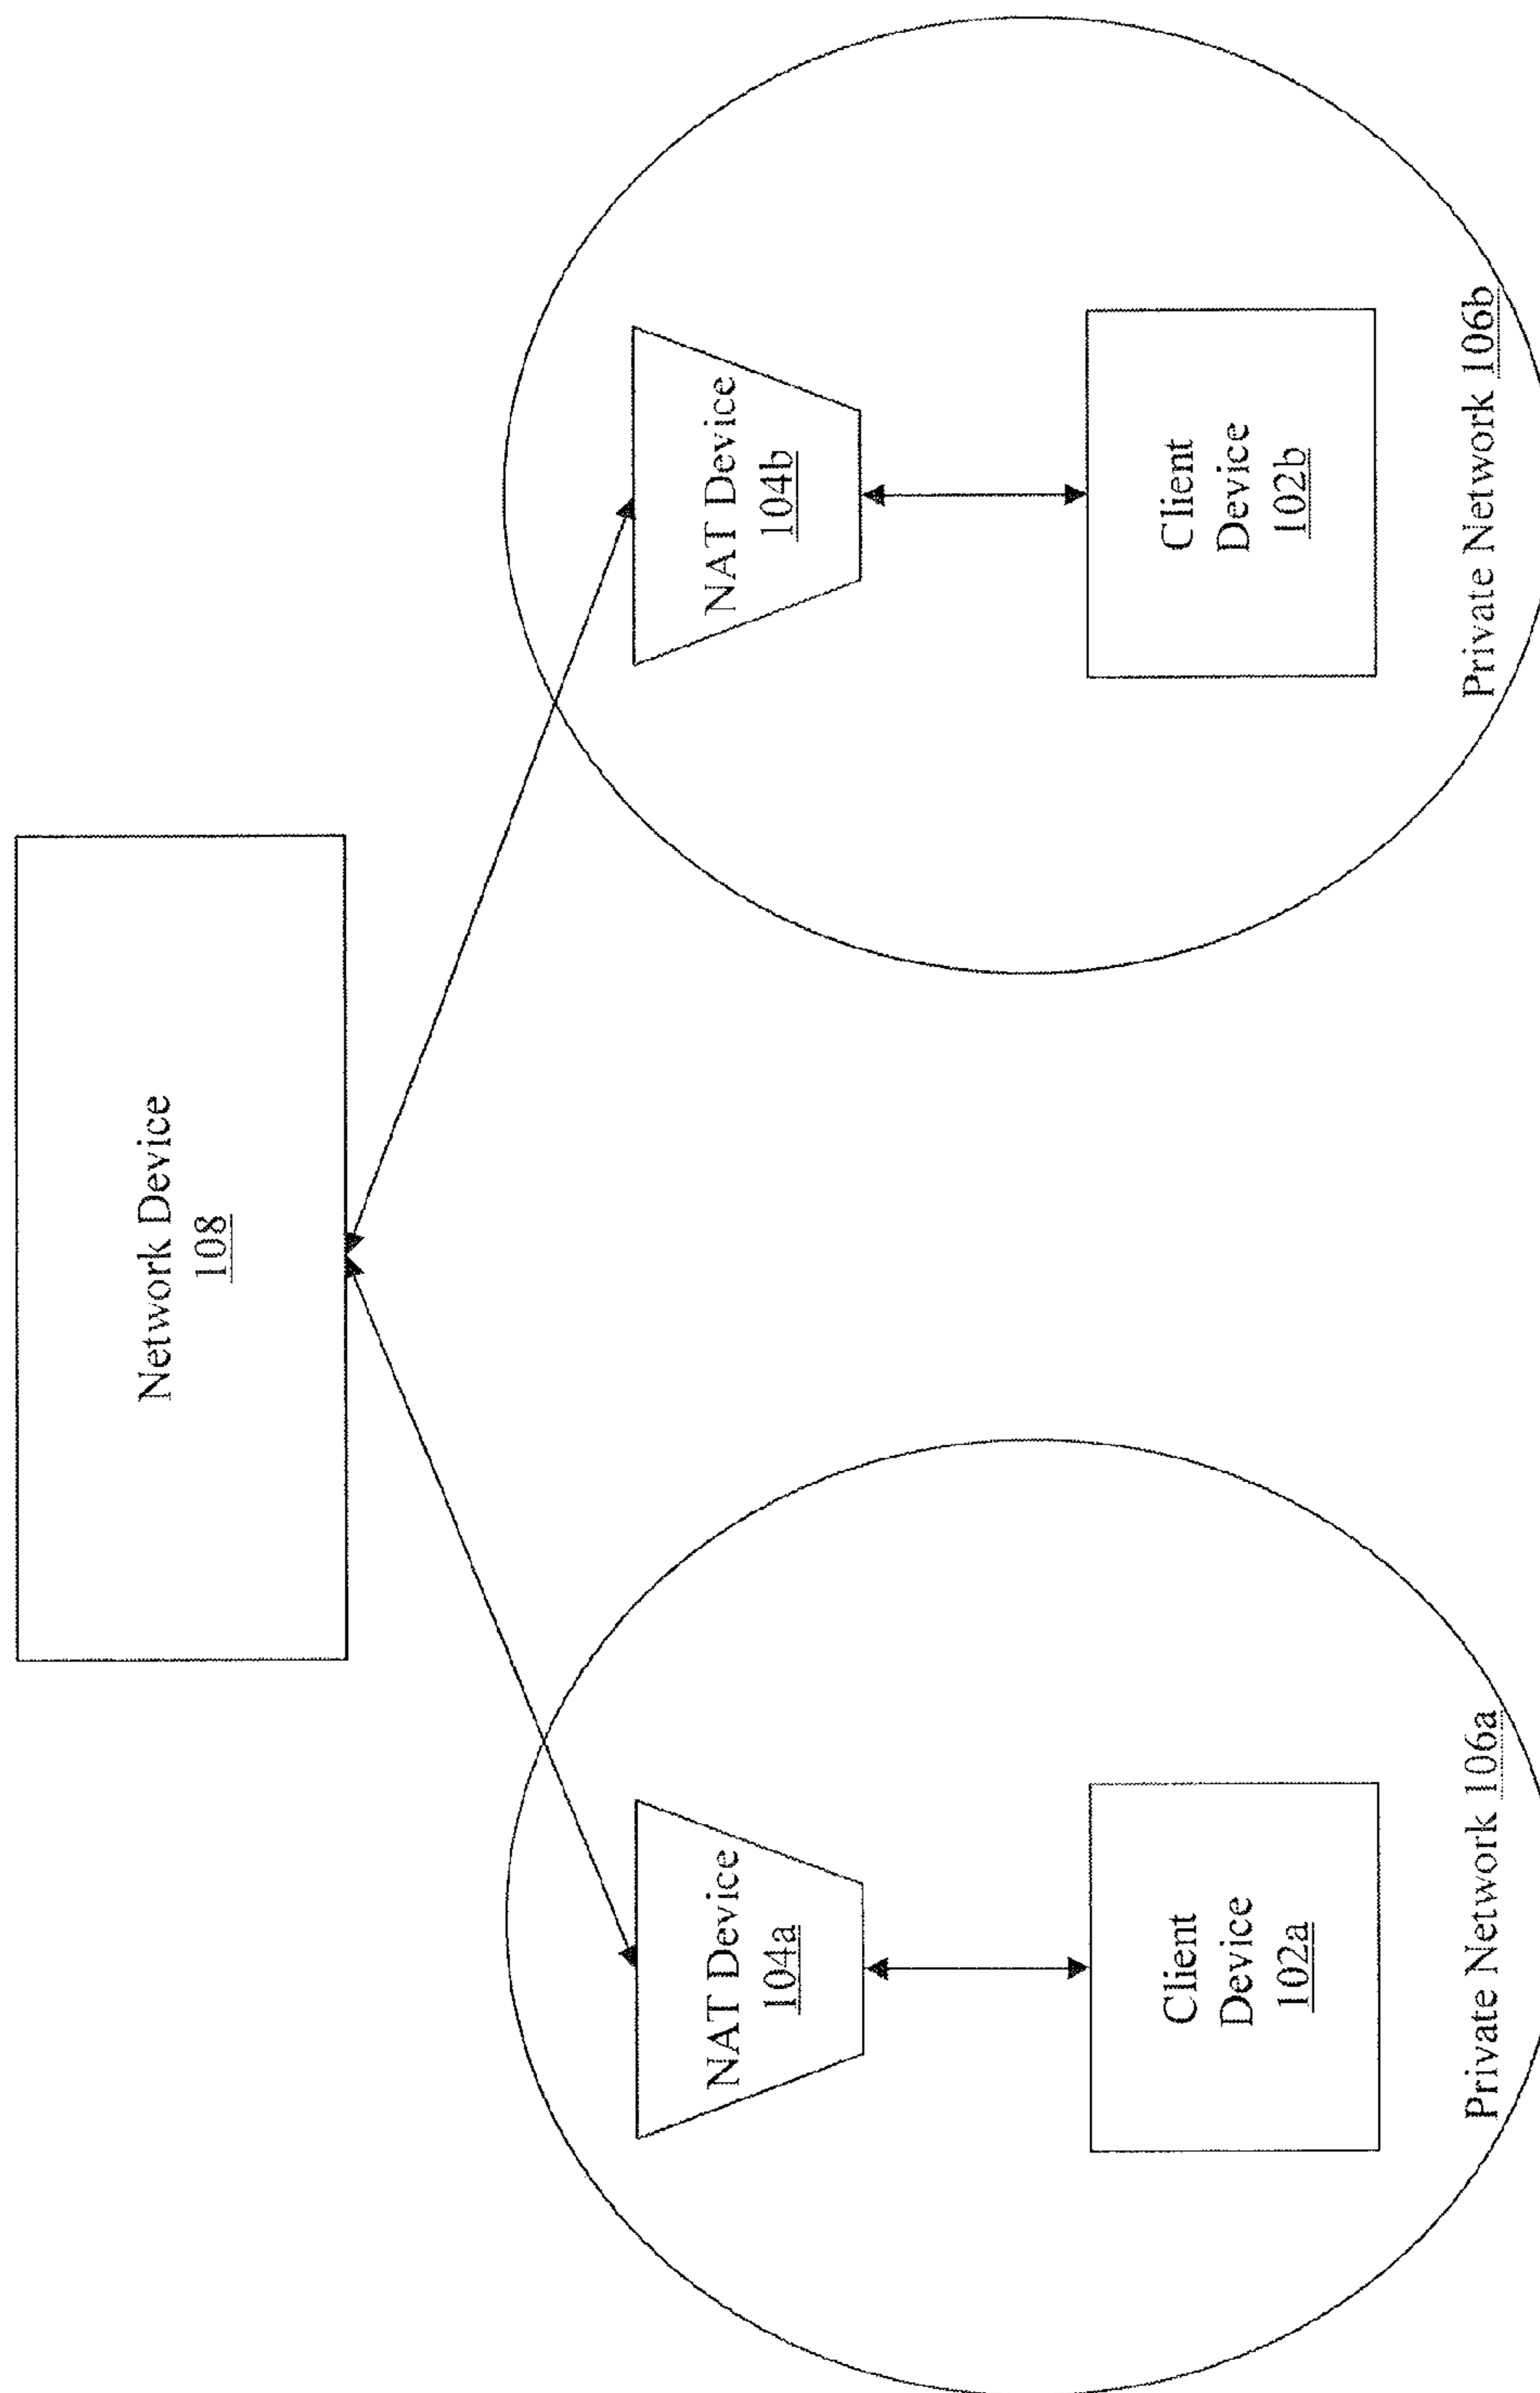 Network Device
108
NAT Device
104a
NAT Device
104b
Client
Device
102a
Client
Device
102b
Private Network 106a
Private Network 106b